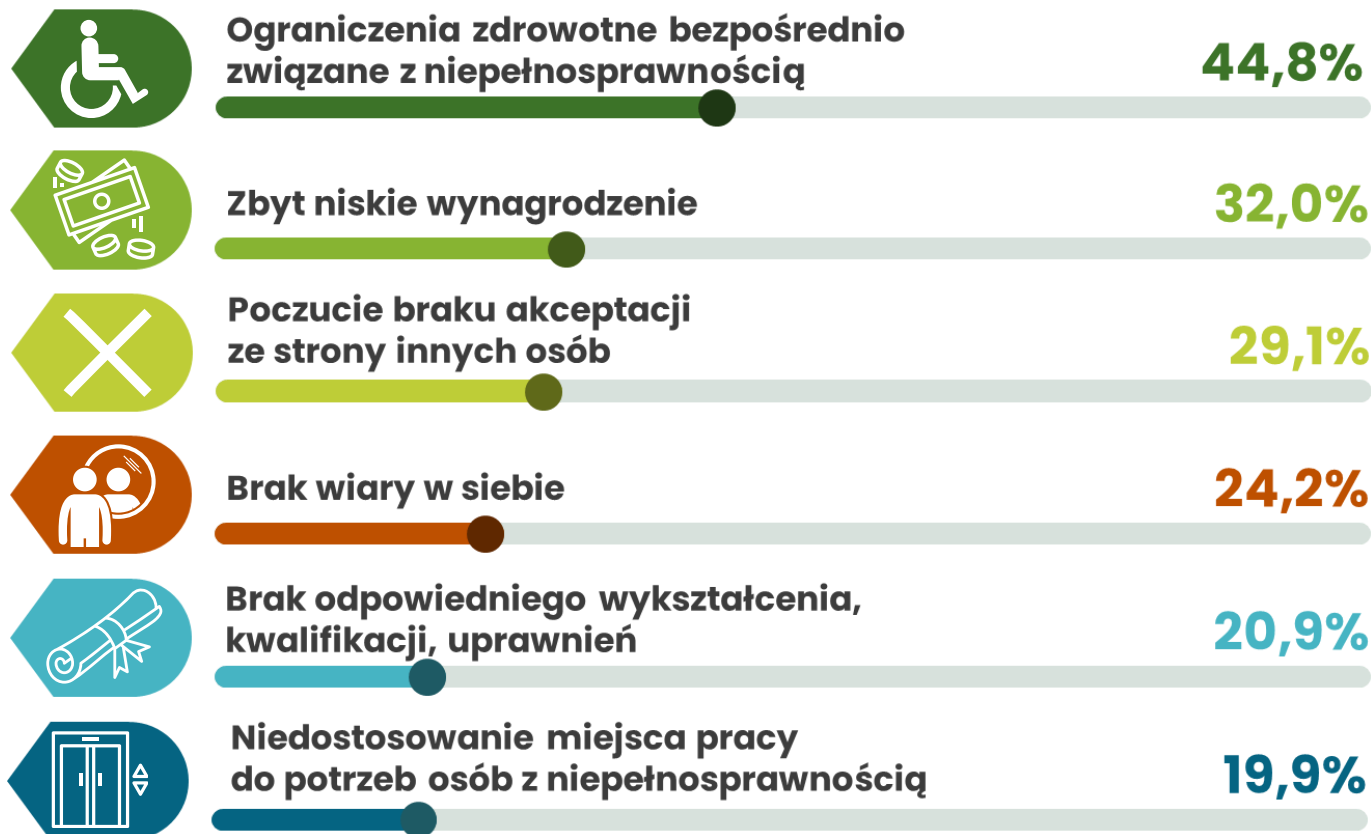 Ograniczenia zdrowotne bezpośrednio
związane z niepełnosprawnością
44,8%
Zbyt niskie wynagrodzenie
32,0%
Poczucie braku akceptacji
ze strony innych osób
29,1%
Brak wiary w siebie
24,2%
Brak odpowiedniego wykształcenia,
kwalifikacji, uprawnień
20,9%
Niedostosowanie miejsca pracy
do potrzeb osób z niepełnosprawnością
19,9%